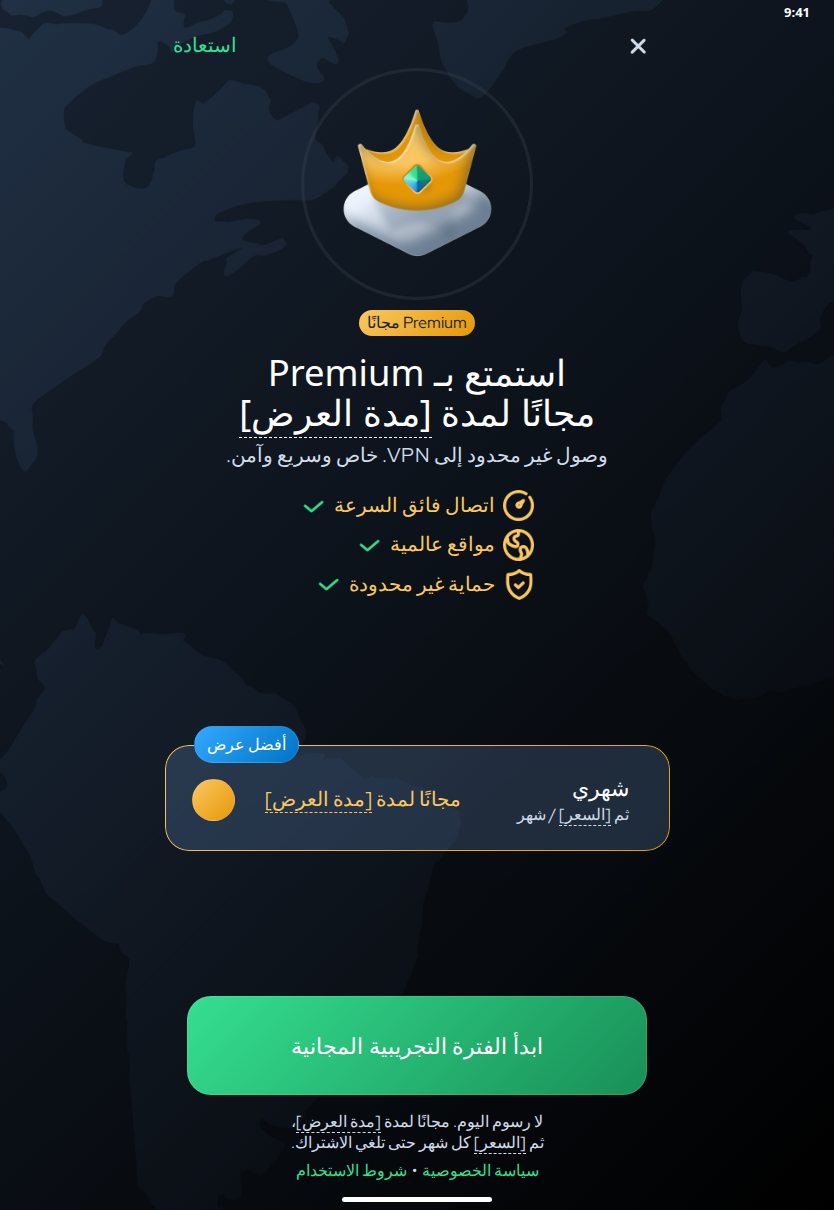 9:41
استعادة
Premium مجانًا
استمتع بـ Premium
مجانًا لمدة [مدة العرض]
وصول غير محدود إلى VPN. خاص وسريع وآمن.
اتصال فائق السرعة
مواقع عالمية
حماية غير محدودة
أفضل عرض
شهري
ثم [السعر]/ شهر
مجانًا لمدة [مدة العرض]
ابدأ الفترة التجريبية المجانية
لا رسوم اليوم. مجانًا لمدة [مدة العرض]،
ثم [السعر] كل شهر حتى تلغي الاشتراك.
سياسة الخصوصية • شروط الاستخدام